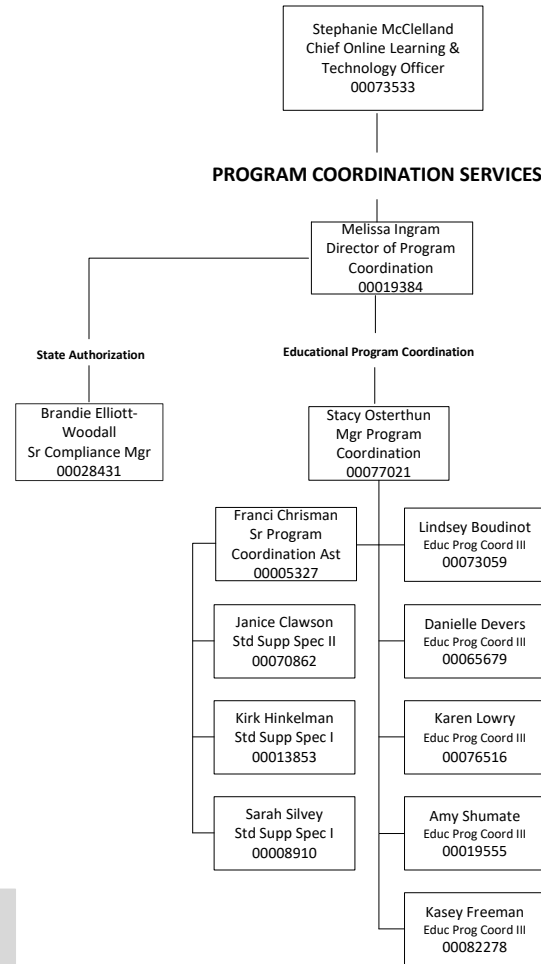 Stephanie McClelland
Chief Online Learning &
Technology Officer
00073533
PROGRAM COORDINATION SERVICES
Melissa Ingram
Director of Program
Coordination
00019384
State Authorization
Educational Program Coordination
Brandie Elliott-
Woodall
Sr Compliance Mgr
00028431
Stacy Osterthun
Mgr Program
Coordination
00077021
Franci Chrisman
Sr Program
Coordination Ast
00005327
Lindsey Boudinot
Educ Prog Coord III
00073059
Janice Clawson
Std Supp Spec II
00070862
Danielle Devers
Educ Prog Coord III
00065679
Kirk Hinkelman
Std Supp Spec I
00013853
Karen Lowry
Educ Prog Coord III
00076516
Sarah Silvey
Std Supp Spec I
00008910
Amy Shumate
Educ Prog Coord III
00019555
Kasey Freeman
Educ Prog Coord III
00082278